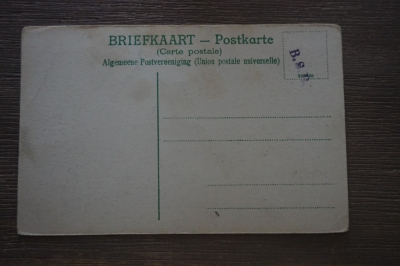 BRIEFKAART — Postkarte
(Carte postale)
Algemeene Postvereeniging (Union postale universelle)